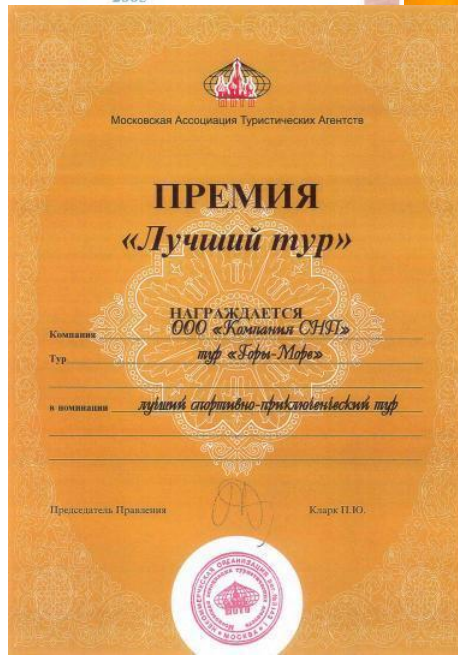 Московская Ассоциация Туристических Агентств
ПРЕМИЯ
«Лучший тур»
НАГРАЖДАЕТСЯ
Компания ООО «Компания СНП»
Тур тур «Горы-Море»
в номинации лучший спортивно-приключенческий тур
Председатель Правления Кларк П.Ю.